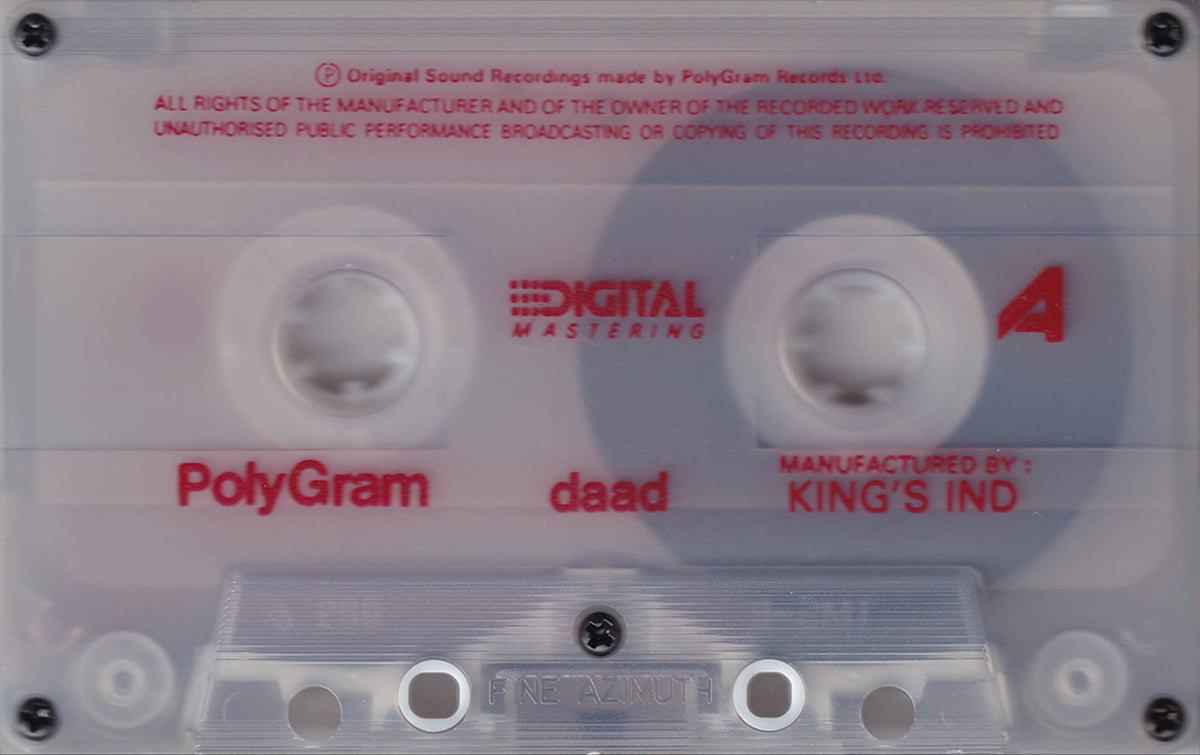 Ⓟ Original Sound Recordings made by PolyGram Records Ltd.
ALL RIGHTS OF THE MANUFACTURER AND OF THE OWNER OF THE RECORDED WORK RESERVED AND
UNAUTHORISED PUBLIC PERFORMANCE BROADCASTING OR COPYING OF THIS RECORDING IS PROHIBITED
DIGITAL
MASTERING
A
PolyGram
daad
MANUFACTURED BY :
KING'S IND
FINE AZIMUTH